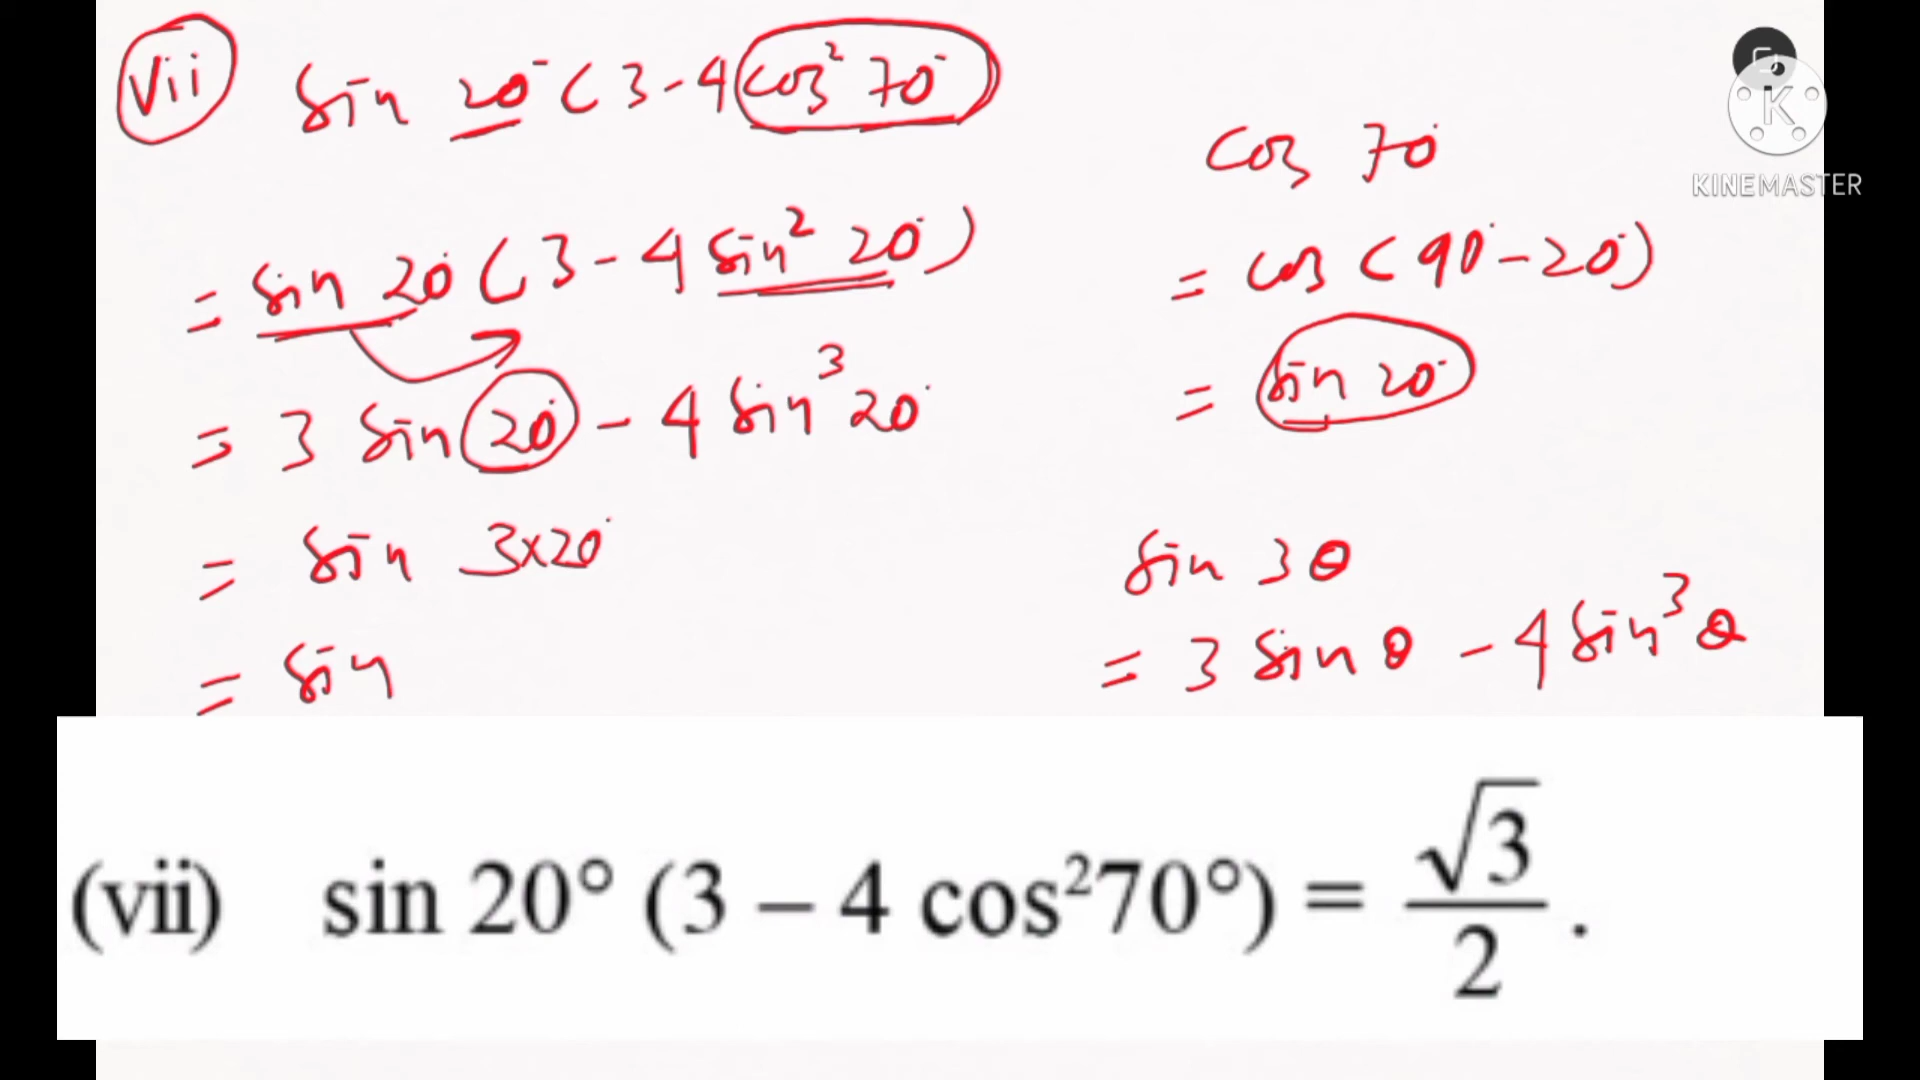 vii sin 20° (3-4 cos² 70°)
cos 70°
= sin 20° (3-4 sin² 20°)
= cos (90°-20°)
= 3 sin 20° - 4 sin³ 20°
= sin 20°
= sin 3×20°
sin 3θ
= sin
= 3 sin θ - 4 sin³ θ
K
KINEMASTER
(vii) sin 20° (3 – 4 cos²70°) = √3/2 .